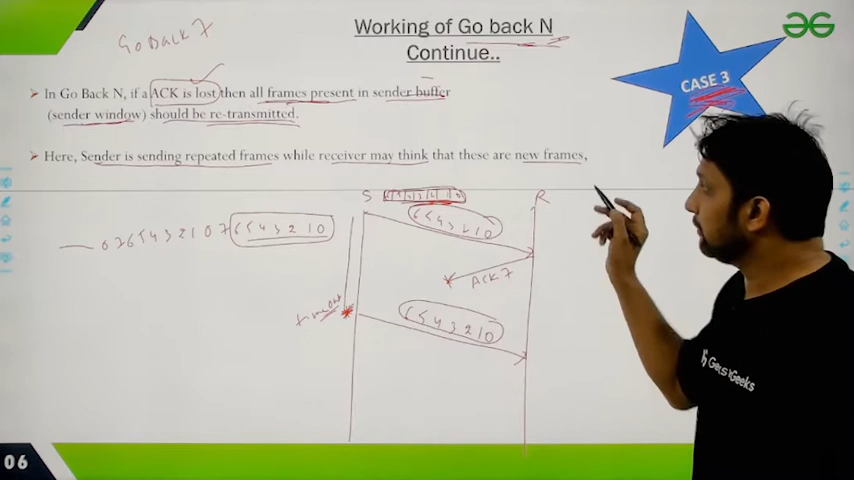 Working of Go back N
Continue..
Go Back 7
CASE 3
➤ In Go Back N, if a ACK is lost then all frames present in sender buffer
(sender window) should be re-transmitted.
➤ Here, Sender is sending repeated frames while receiver may think that these are new frames,
S
R
6 5 4 3 2 1 0
0 7 6 5 4 3 2 1 0 7 6 5 4 3 2 1 0
ACK 7
time out
6 5 4 3 2 1 0
GeeksforGeeks
06